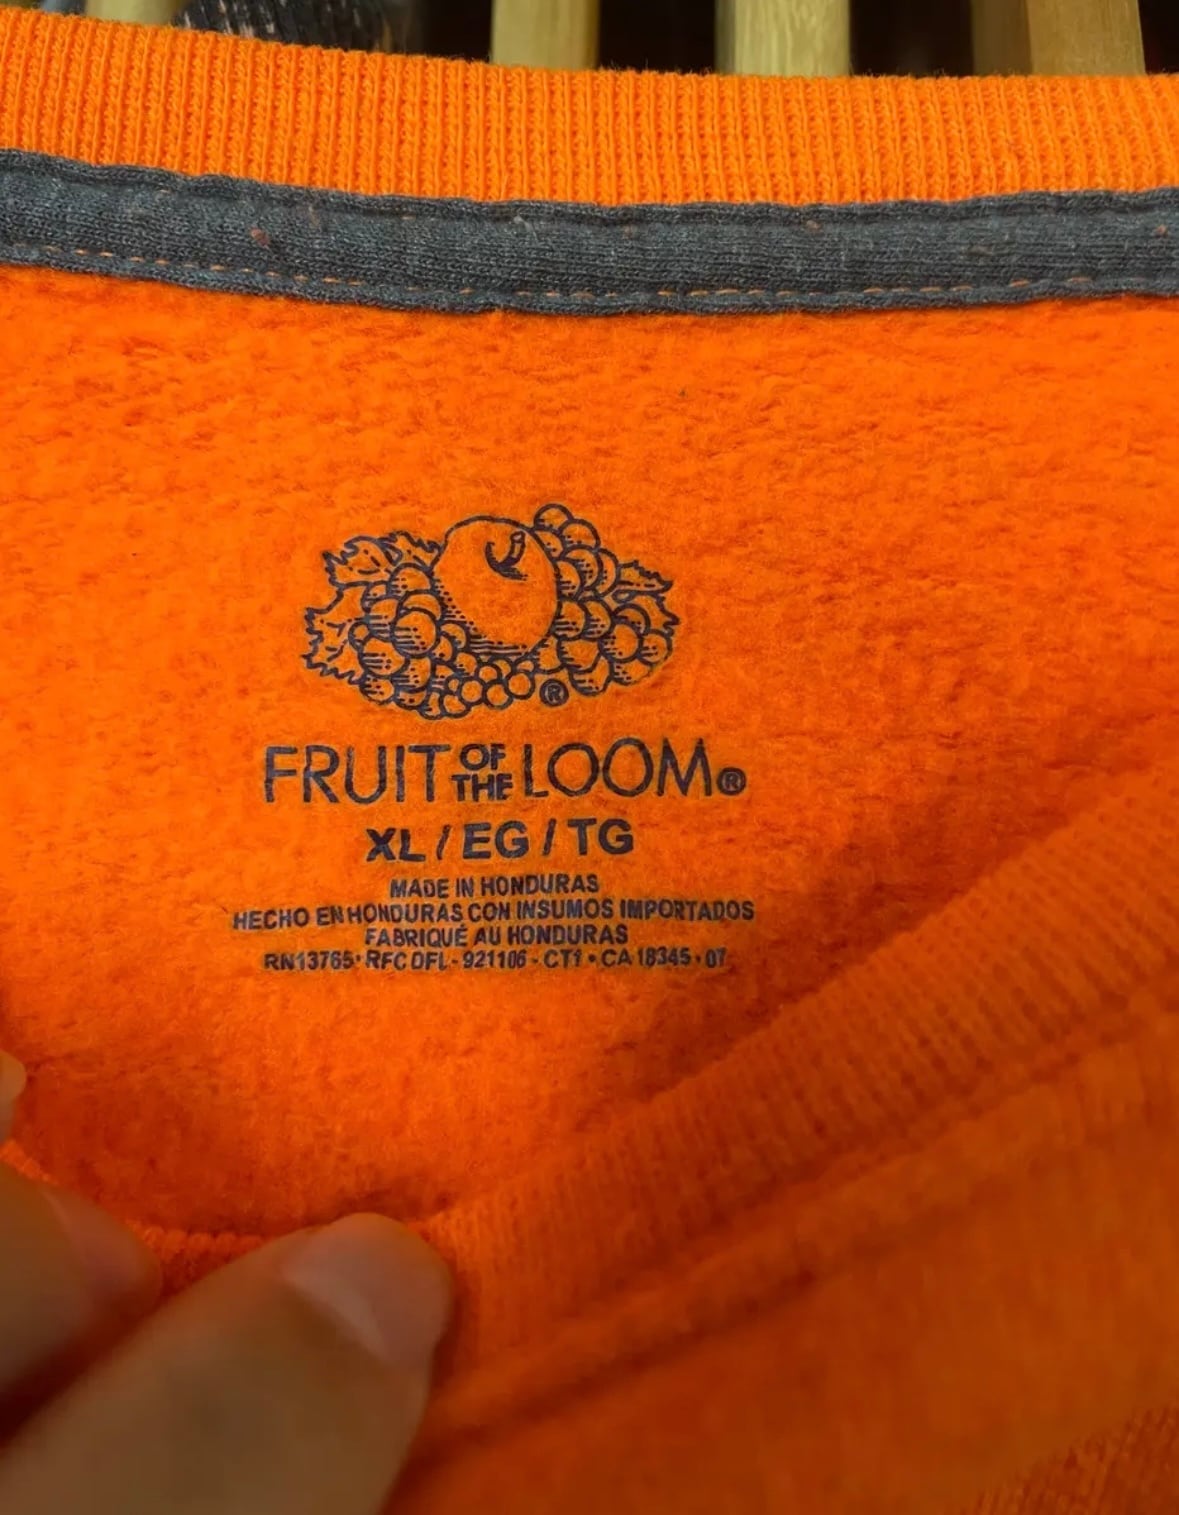 ®
FRUIT OF THE LOOM®
XL / EG / TG
MADE IN HONDURAS
HECHO EN HONDURAS CON INSUMOS IMPORTADOS
FABRIQUÉ AU HONDURAS
RN13765 • RFC DFL - 921106 - CT1 • CA 18345 • 07